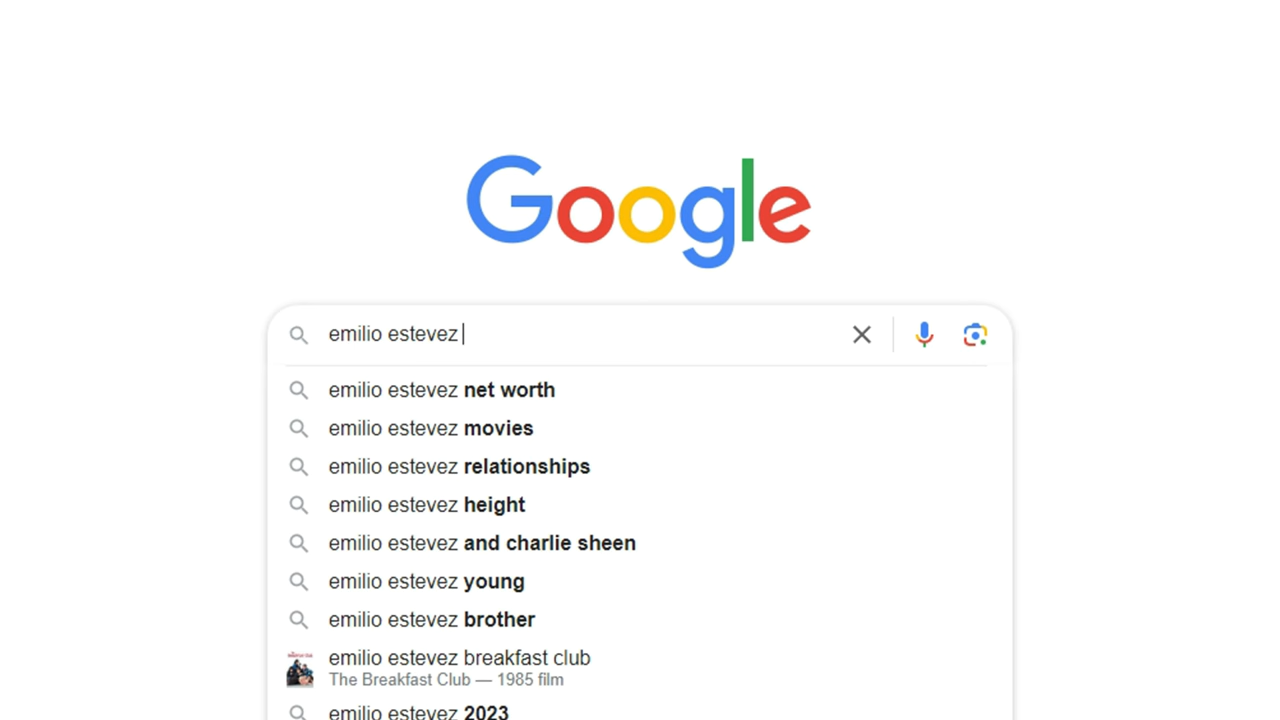 Google
emilio estevez
emilio estevez net worth
emilio estevez movies
emilio estevez relationships
emilio estevez height
emilio estevez and charlie sheen
emilio estevez young
emilio estevez brother
emilio estevez breakfast club
The Breakfast Club — 1985 film
emilio estevez 2023